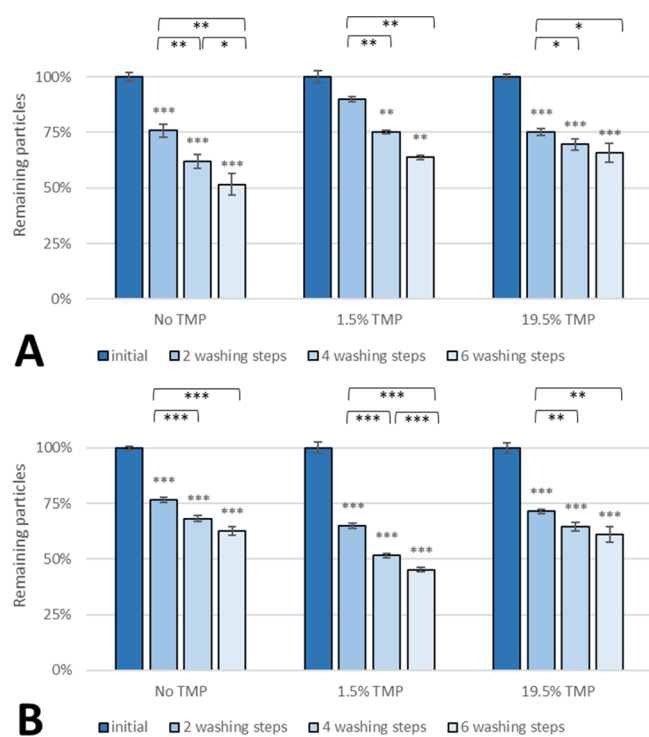 ** ** *
** * ** *
Remaining particles
100%
75%
50%
25%
0%
*** *** ***
** ** *** *** ***
No TMP 1.5% TMP 19.5% TMP
A
initial 2 washing steps 4 washing steps 6 washing steps
*** *** **
*** *** *** **
Remaining particles
100%
75%
50%
25%
0%
*** *** ***
*** *** ***
*** *** ***
No TMP 1.5% TMP 19.5% TMP
B
initial 2 washing steps 4 washing steps 6 washing steps